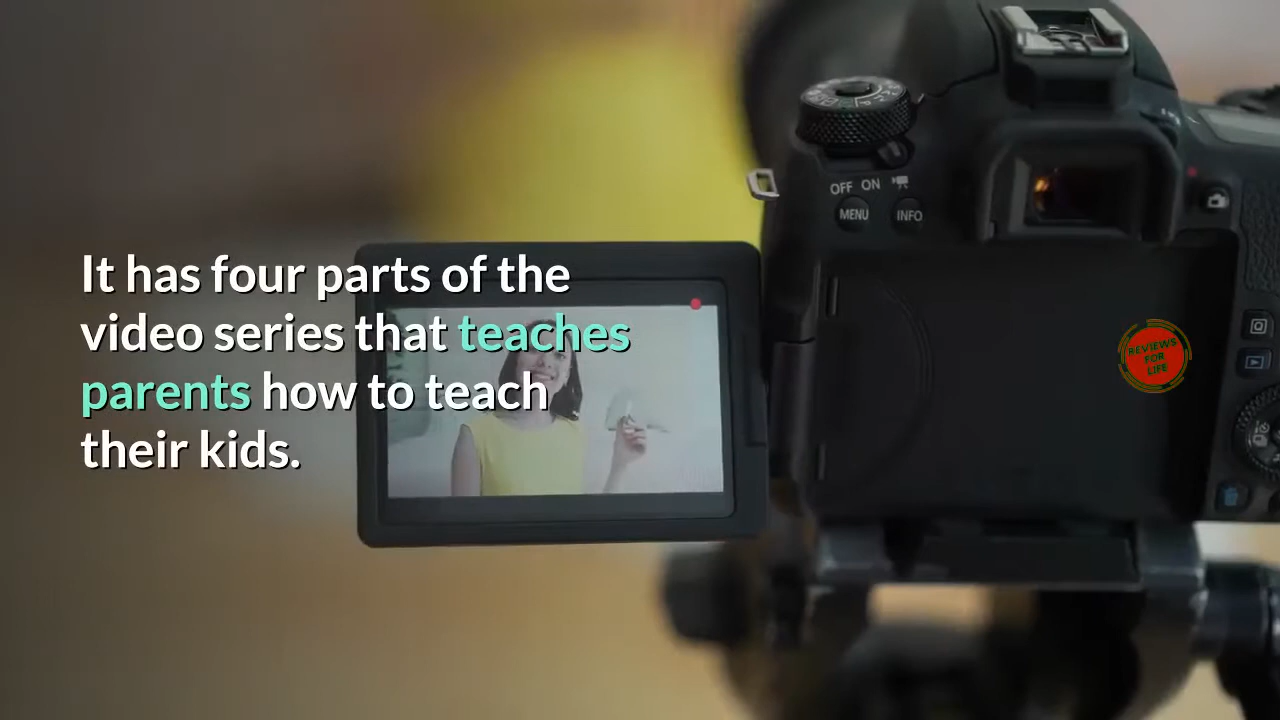 It has four parts of the
video series that teaches
parents how to teach
their kids.
OFF ON
MENU INFO
REVIEWS
FOR
LIFE